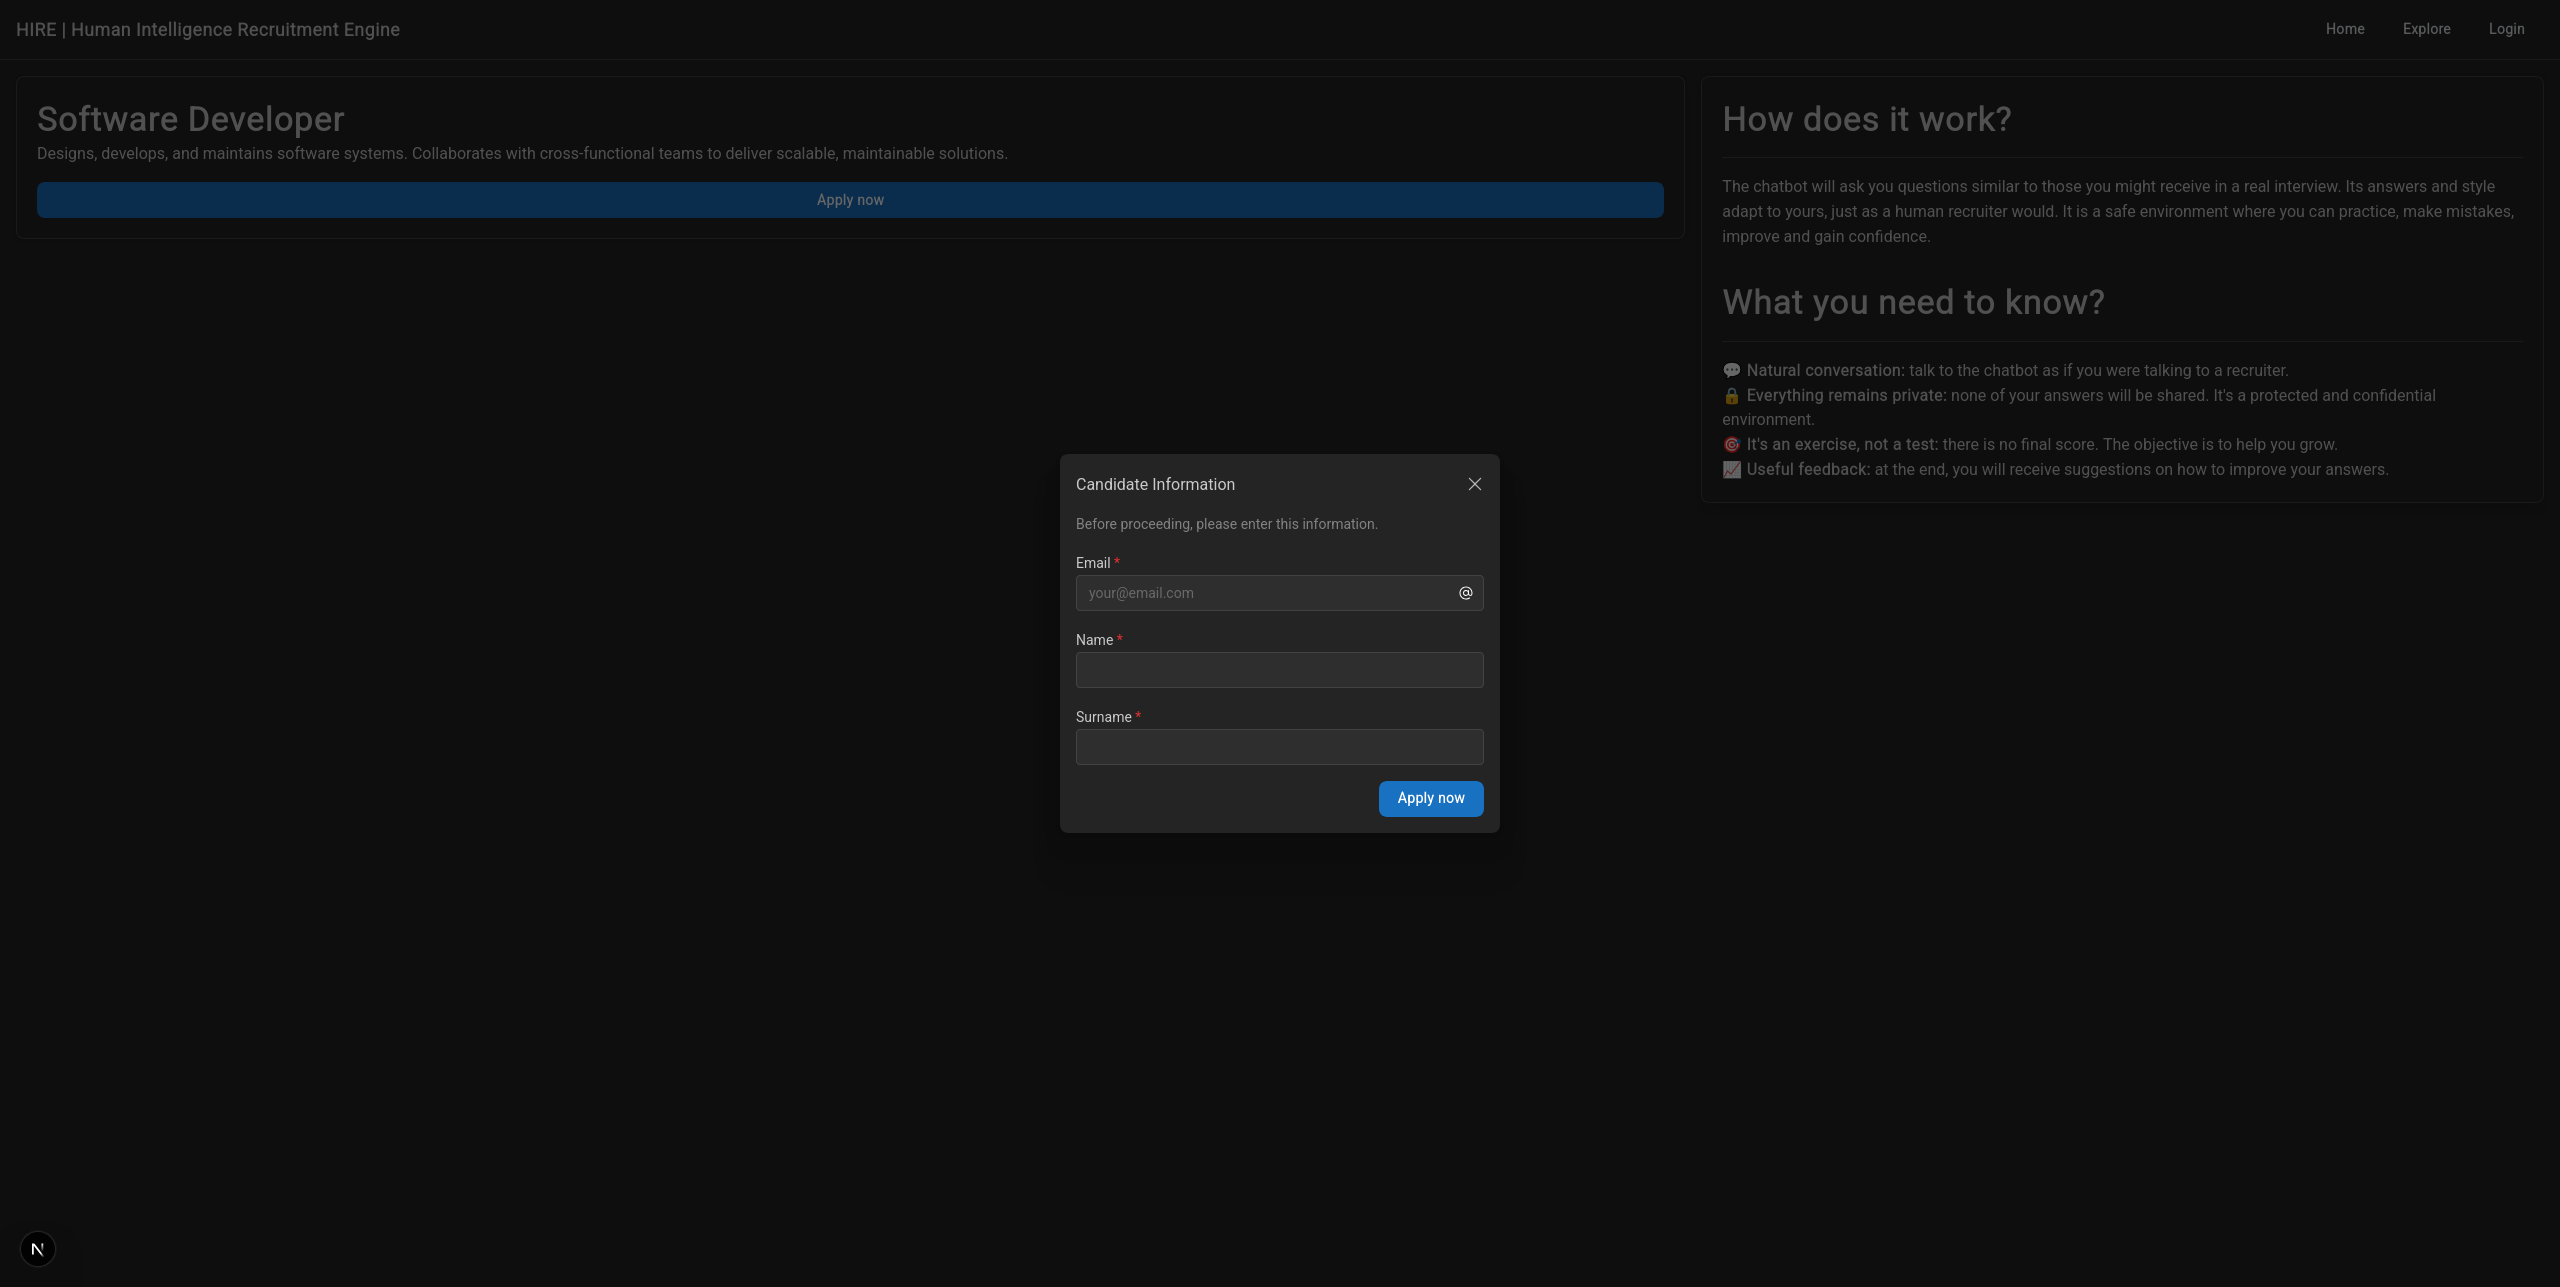 HIRE | Human Intelligence Recruitment Engine
Home
Explore
Login
Software Developer
Designs, develops, and maintains software systems. Collaborates with cross-functional teams to deliver scalable, maintainable solutions.
Apply now
How does it work?
The chatbot will ask you questions similar to those you might receive in a real interview. Its answers and style
adapt to yours, just as a human recruiter would. It is a safe environment where you can practice, make mistakes,
improve and gain confidence.
What you need to know?
💬 Natural conversation: talk to the chatbot as if you were talking to a recruiter.
🔒 Everything remains private: none of your answers will be shared. It's a protected and confidential
environment.
🎯 It's an exercise, not a test: there is no final score. The objective is to help you grow.
📈 Useful feedback: at the end, you will receive suggestions on how to improve your answers.
Candidate Information
Before proceeding, please enter this information.
Email *
your@email.com
@
Name *
Surname *
Apply now
N